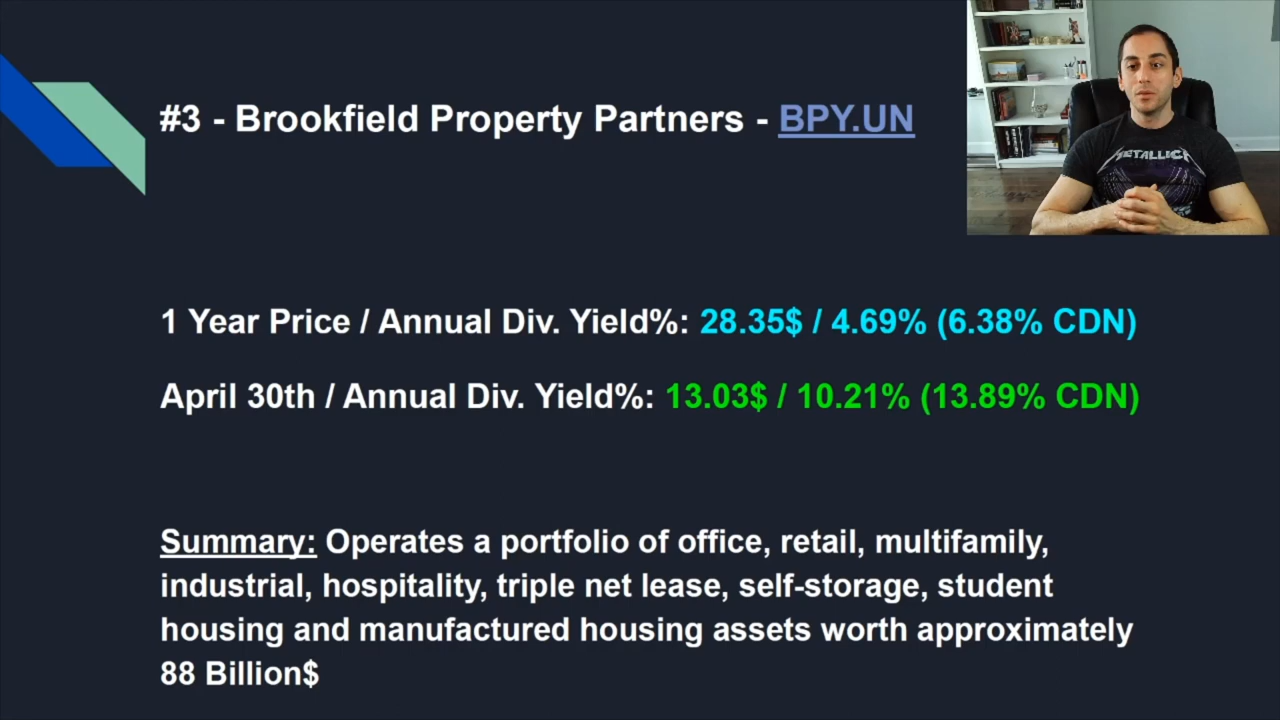 #3 - Brookfield Property Partners - BPY.UN
METALLICA
1 Year Price / Annual Div. Yield%: 28.35$ / 4.69% (6.38% CDN)
April 30th / Annual Div. Yield%: 13.03$ / 10.21% (13.89% CDN)
Summary: Operates a portfolio of office, retail, multifamily,
industrial, hospitality, triple net lease, self-storage, student
housing and manufactured housing assets worth approximately
88 Billion$